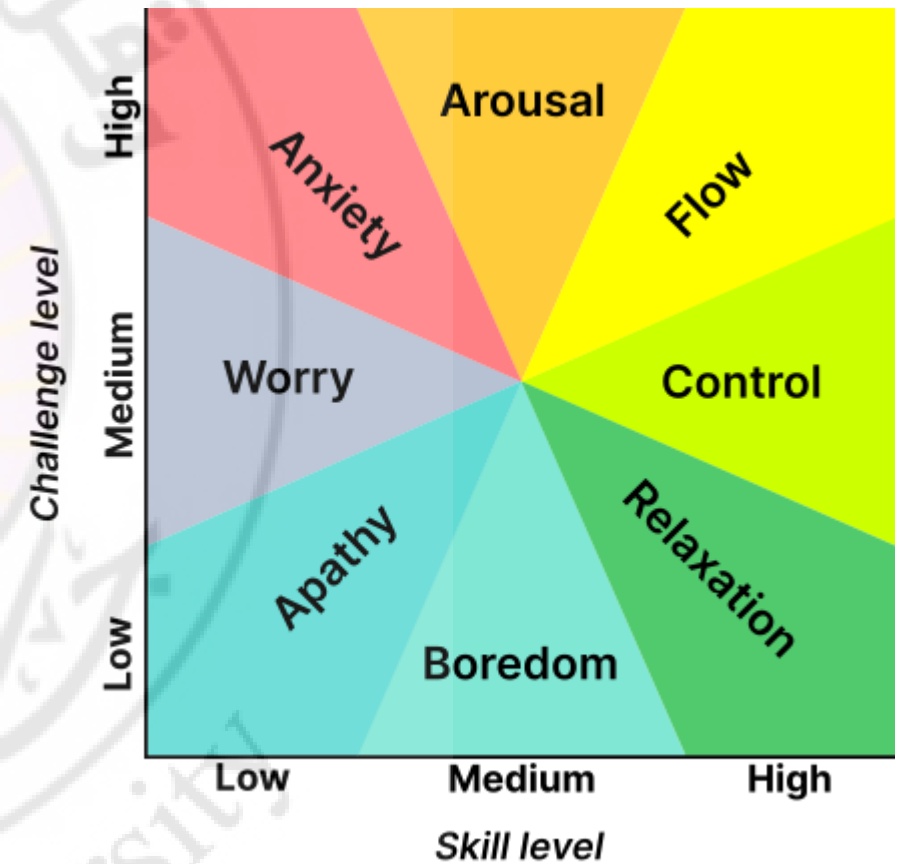 High
Arousal
Anxiety
Flow
Challenge level
Medium
Worry
Control
Relaxation
Apathy
Low
Boredom
Low
Medium
High
Skill level